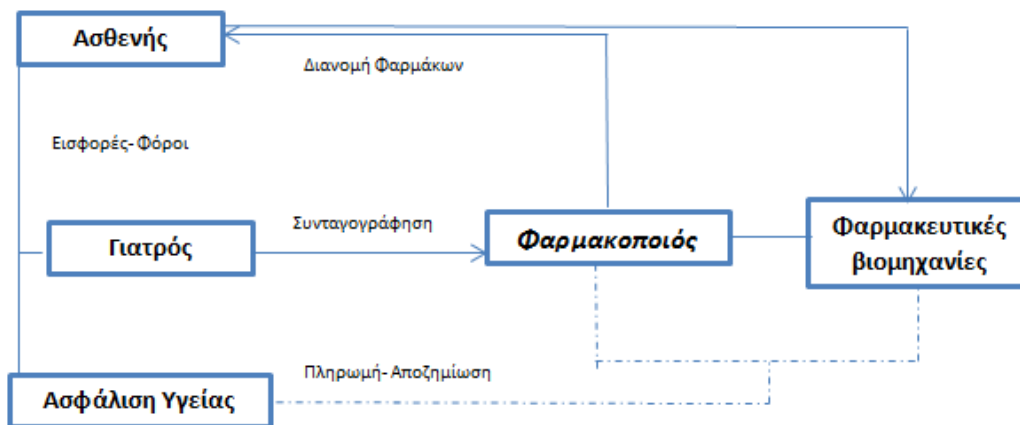 Ασθενής
Διανομή Φαρμάκων
Εισφορές- Φόροι
Συνταγογράφηση
Γιατρός
Φαρμακοποιός
Φαρμακευτικές
βιομηχανίες
Πληρωμή- Αποζημίωση
Ασφάλιση Υγείας